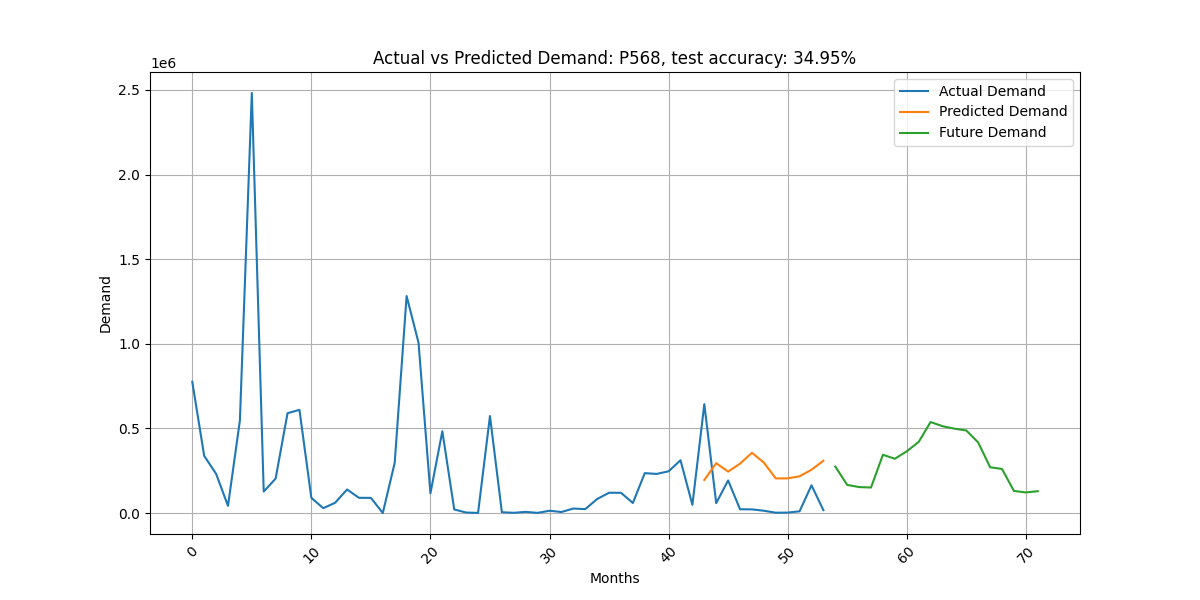 Actual vs Predicted Demand: P568, test accuracy: 34.95%
1e6
Actual Demand
Predicted Demand
Future Demand
2.5
2.0
1.5
1.0
0.5
0.0
Demand
0
10
20
30
40
50
60
70
Months